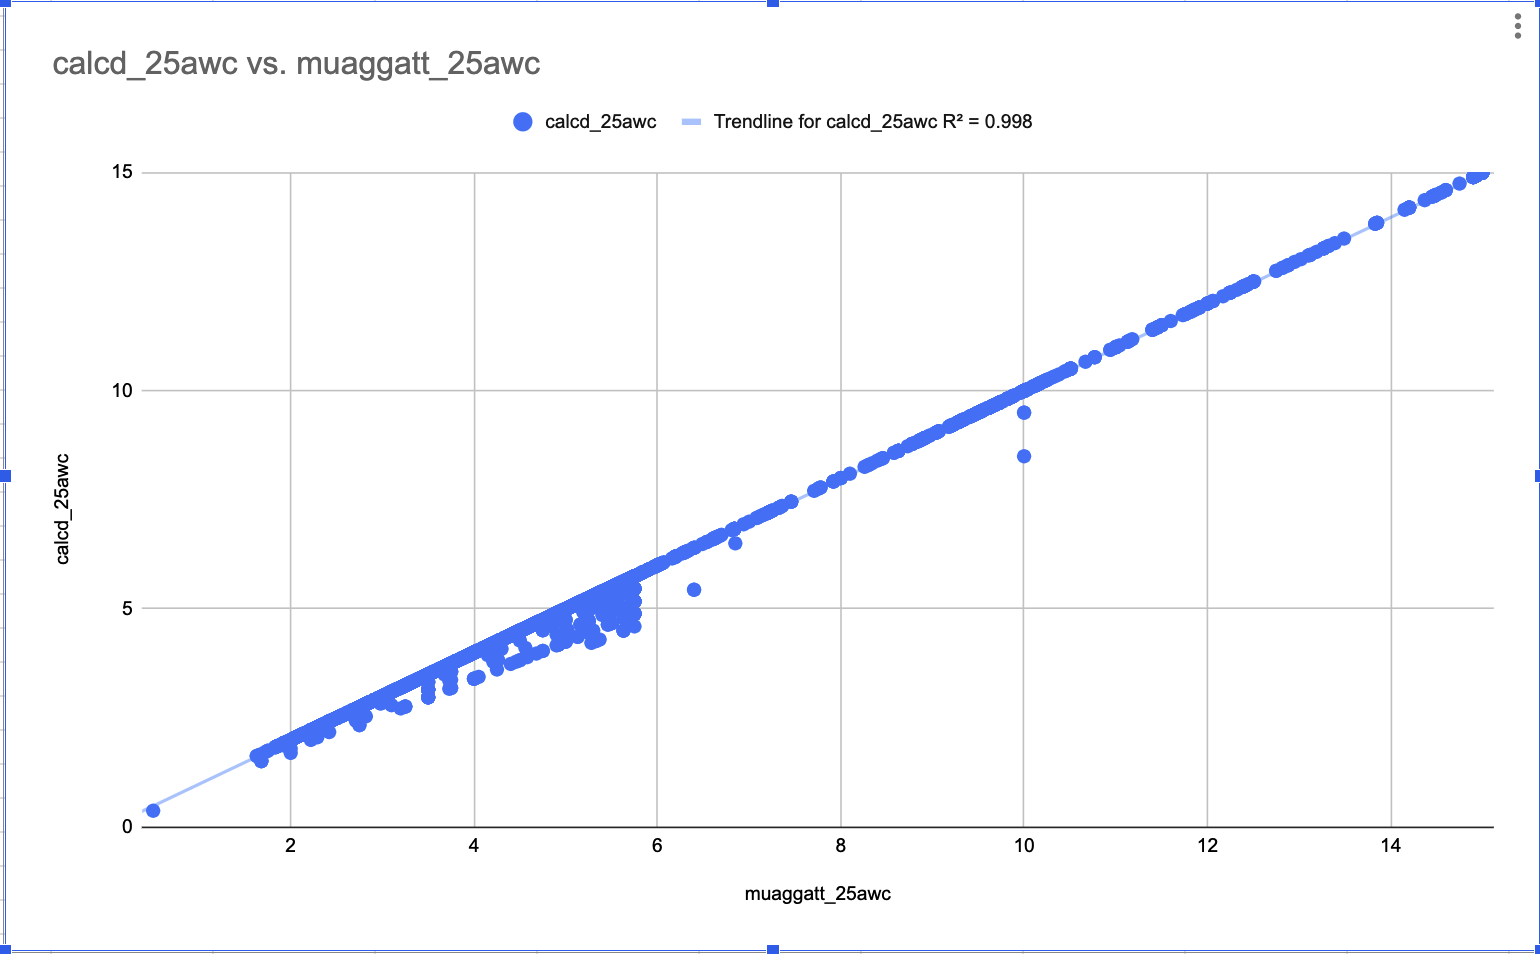 calcd_25awc vs. muaggatt_25awc
calcd_25awc
Trendline for calcd_25awc R² = 0.998
15
10
5
0
calcd_25awc
2
4
6
8
10
12
14
muaggatt_25awc